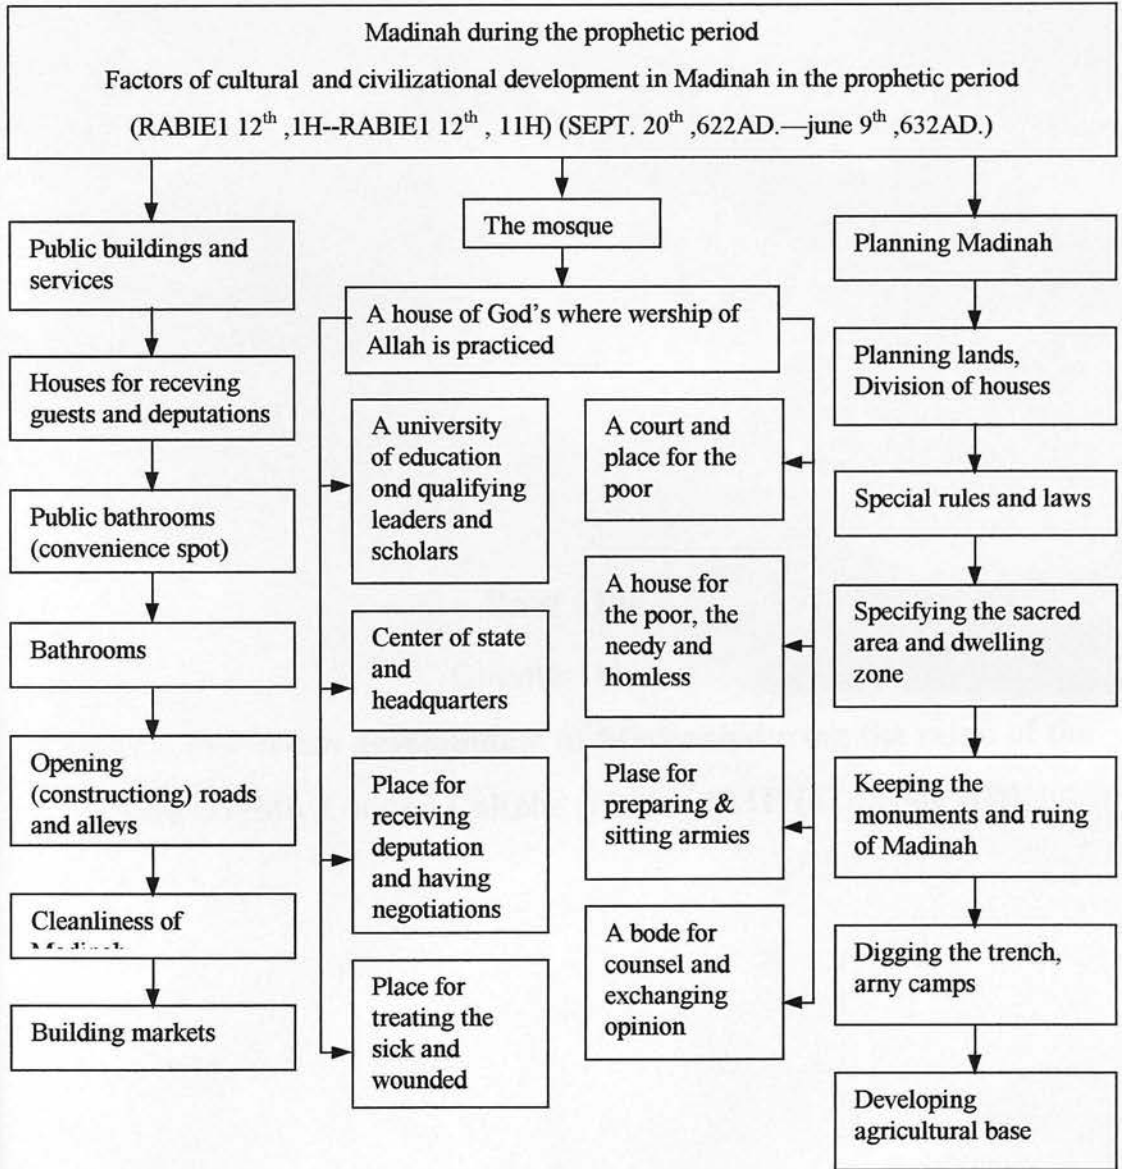 Madinah during the prophetic period
Factors of cultural and civilizational development in Madinah in the prophetic period
(RABIE1 12th ,1H--RABIE1 12th , 11H) (SEPT. 20th ,622AD.—june 9th ,632AD.)
Public buildings and
services
Houses for receving
guests and deputations
Public bathrooms
(convenience spot)
Bathrooms
Opening
(constructiong) roads
and alleys
Cleanliness of
Madinah
Building markets
The mosque
A house of God's where wership of
Allah is practiced
A university
of education
ond qualifying
leaders and
scholars
Center of state
and
headquarters
Place for
receiving
deputation
and having
negotiations
Place for
treating the
sick and
wounded
A court and
place for the
poor
A house for
the poor, the
needy and
homless
Plase for
preparing &
sitting armies
A bode for
counsel and
exchanging
opinion
Planning Madinah
Planning lands,
Division of houses
Special rules and laws
Specifying the sacred
area and dwelling
zone
Keeping the
monuments and ruing
of Madinah
Digging the trench,
arny camps
Developing
agricultural base